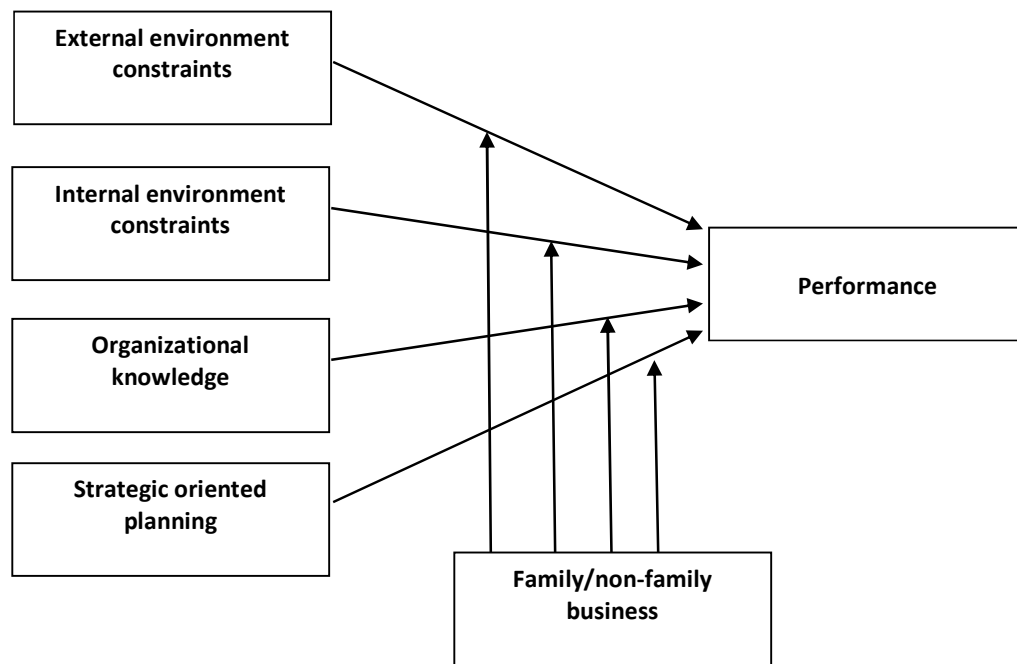 External environment
constraints
Internal environment
constraints
Performance
Organizational
knowledge
Strategic oriented
planning
Family/non-family
business